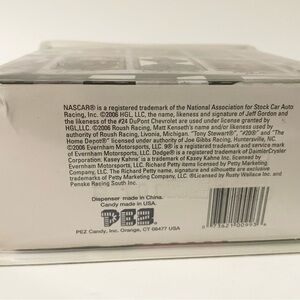 NASCAR® is a registered trademark of the National Association for Stock Car Auto
Racing, Inc. ©2006 HGL, LLC, the name, likeness and signature of Jeff Gordon and
the likeness of the #24 DuPont Chevrolet are used under license granted by
HGL,LLC. ©2006 Roush Racing, Matt Kenseth's name and/or likeness used by
authority of Roush Racing, Livonia, Michigan. "Tony Stewart®", "#20®" and "The
Home Depot®" licensed under authority of Joe Gibbs Racing, Huntersville, NC.
©2006 Evernham Motorsports, LLC. 9® is a registered trademark and service mark
of Evernham Motorsports, LLC. Dodge® is a registered trademark of DaimlerChrysler
Corporation. Kasey Kahne is a trademark of Kasey Kahne Inc. licensed by
Evernham Motorsports, LLC. Richard Petty items licensed by Petty Marketing
Company, LLC. The Richard Petty name, signature and silhouette are exclusive
trademarks of Petty Marketing Company, LLC. ®Licensed by Rusty Wallace Inc. and
Penske Racing South Inc.
Dispenser made in China.
Candy made in USA.
PEZ
PEZ Candy, Inc. Orange, CT 06477 USA